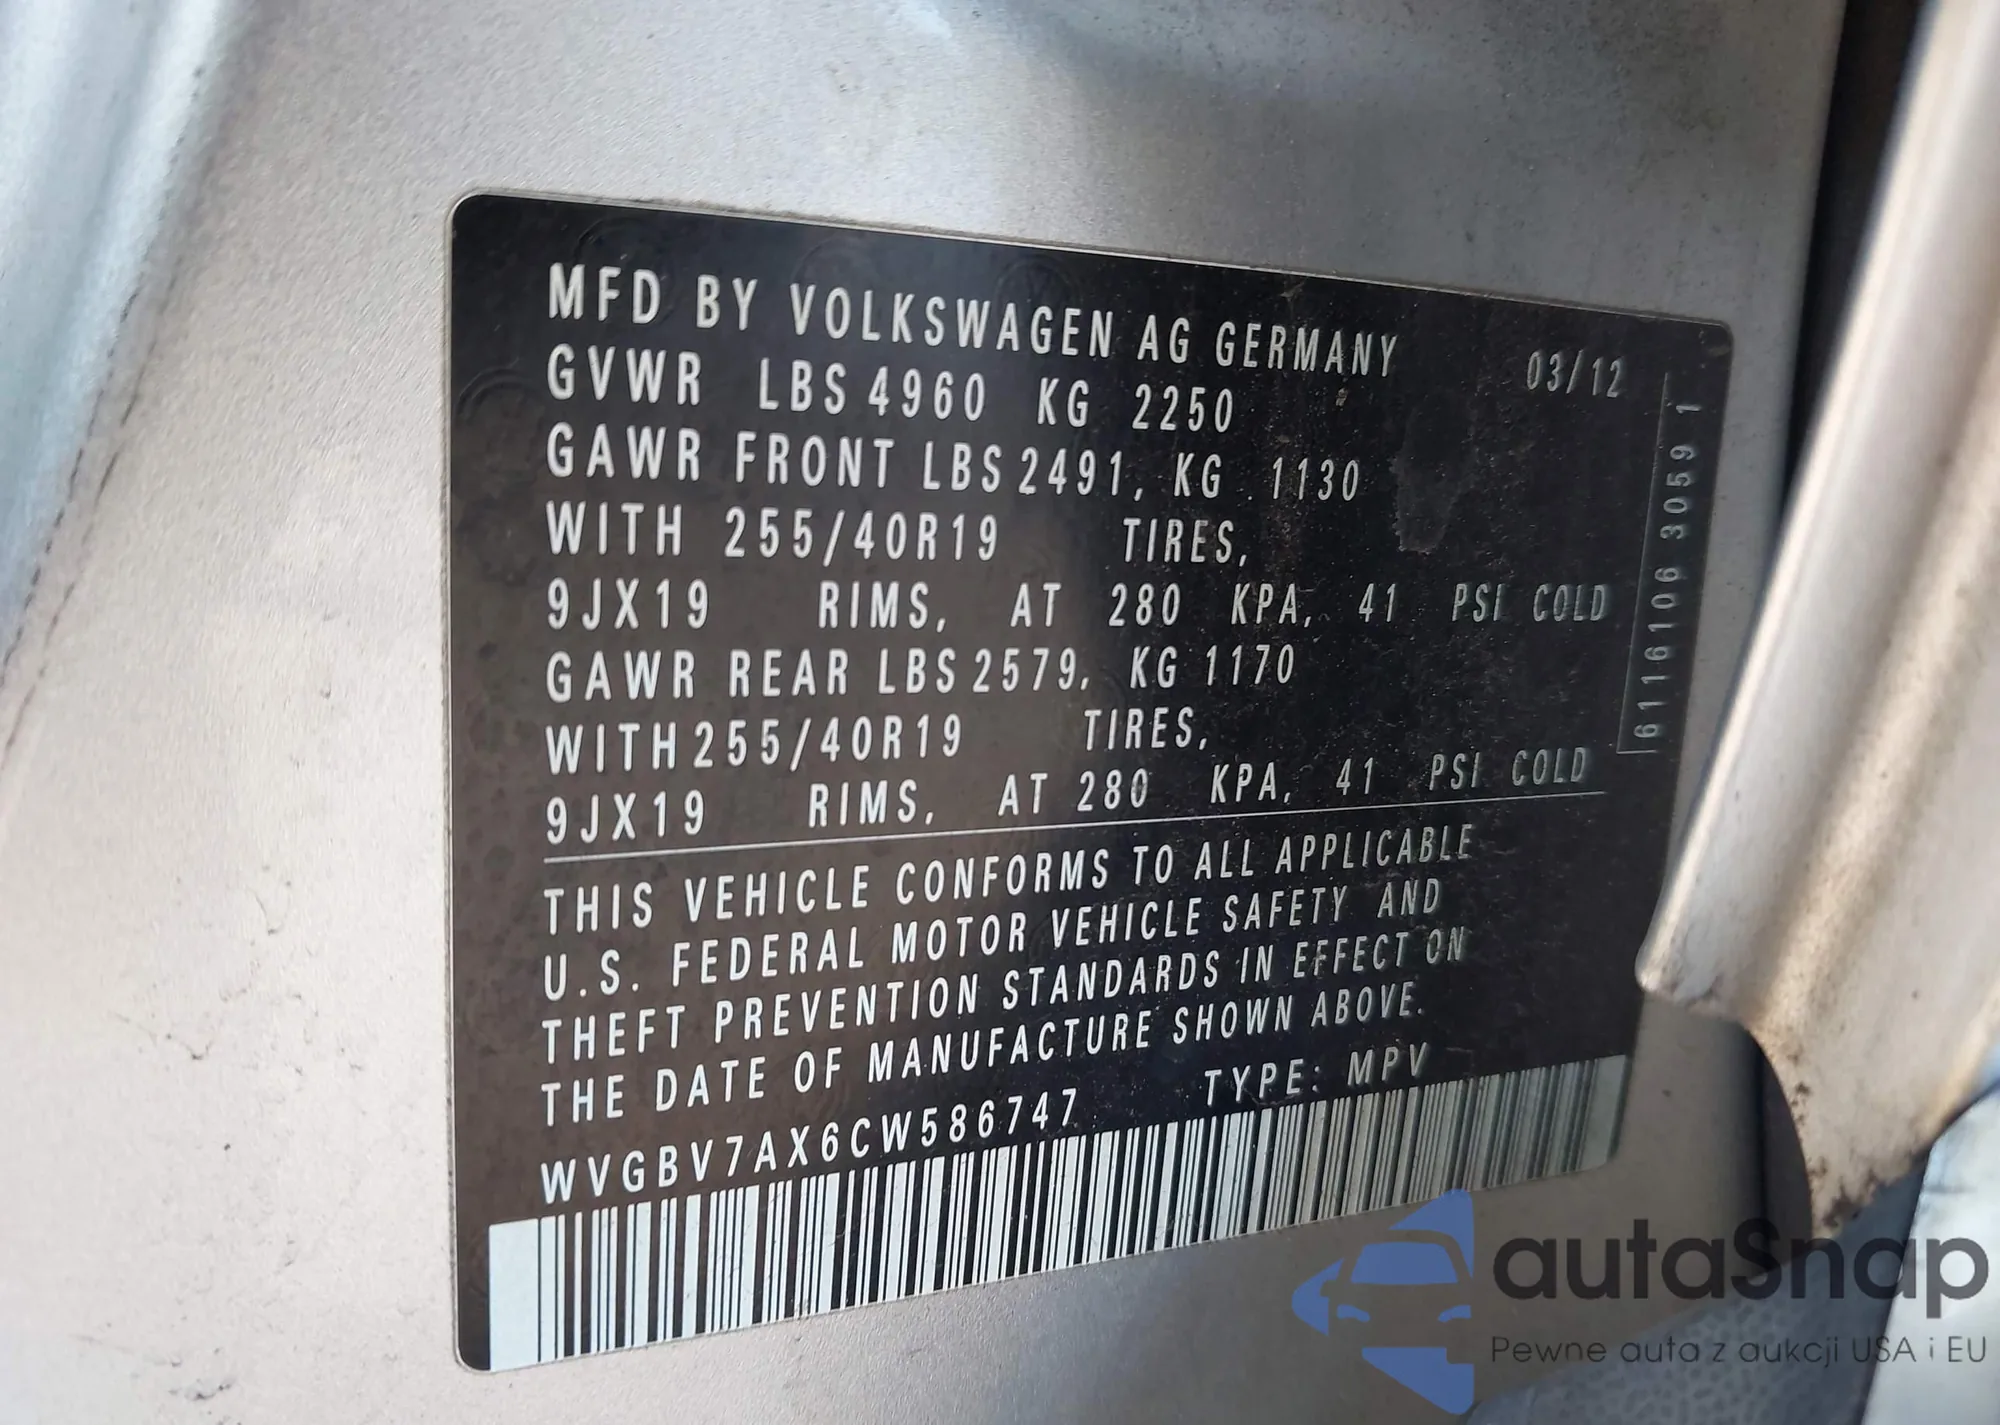 MFD BY VOLKSWAGEN AG GERMANY 03/12
GVWR LBS 4960 KG 2250
GAWR FRONT LBS 2491, KG 1130
WITH 255/40R19 TIRES,
9JX19 RIMS, AT 280 KPA, 41 PSI COLD
GAWR REAR LBS 2579, KG 1170
WITH 255/40R19 TIRES,
9JX19 RIMS, AT 280 KPA, 41 PSI COLD
THIS VEHICLE CONFORMS TO ALL APPLICABLE
U.S. FEDERAL MOTOR VEHICLE SAFETY AND
THEFT PREVENTION STANDARDS IN EFFECT ON
THE DATE OF MANUFACTURE SHOWN ABOVE.
WVGBV7AX6CW586747 TYPE: MPV
6116106 30591
autaSnap
Pewne auta z aukcji USA i EU